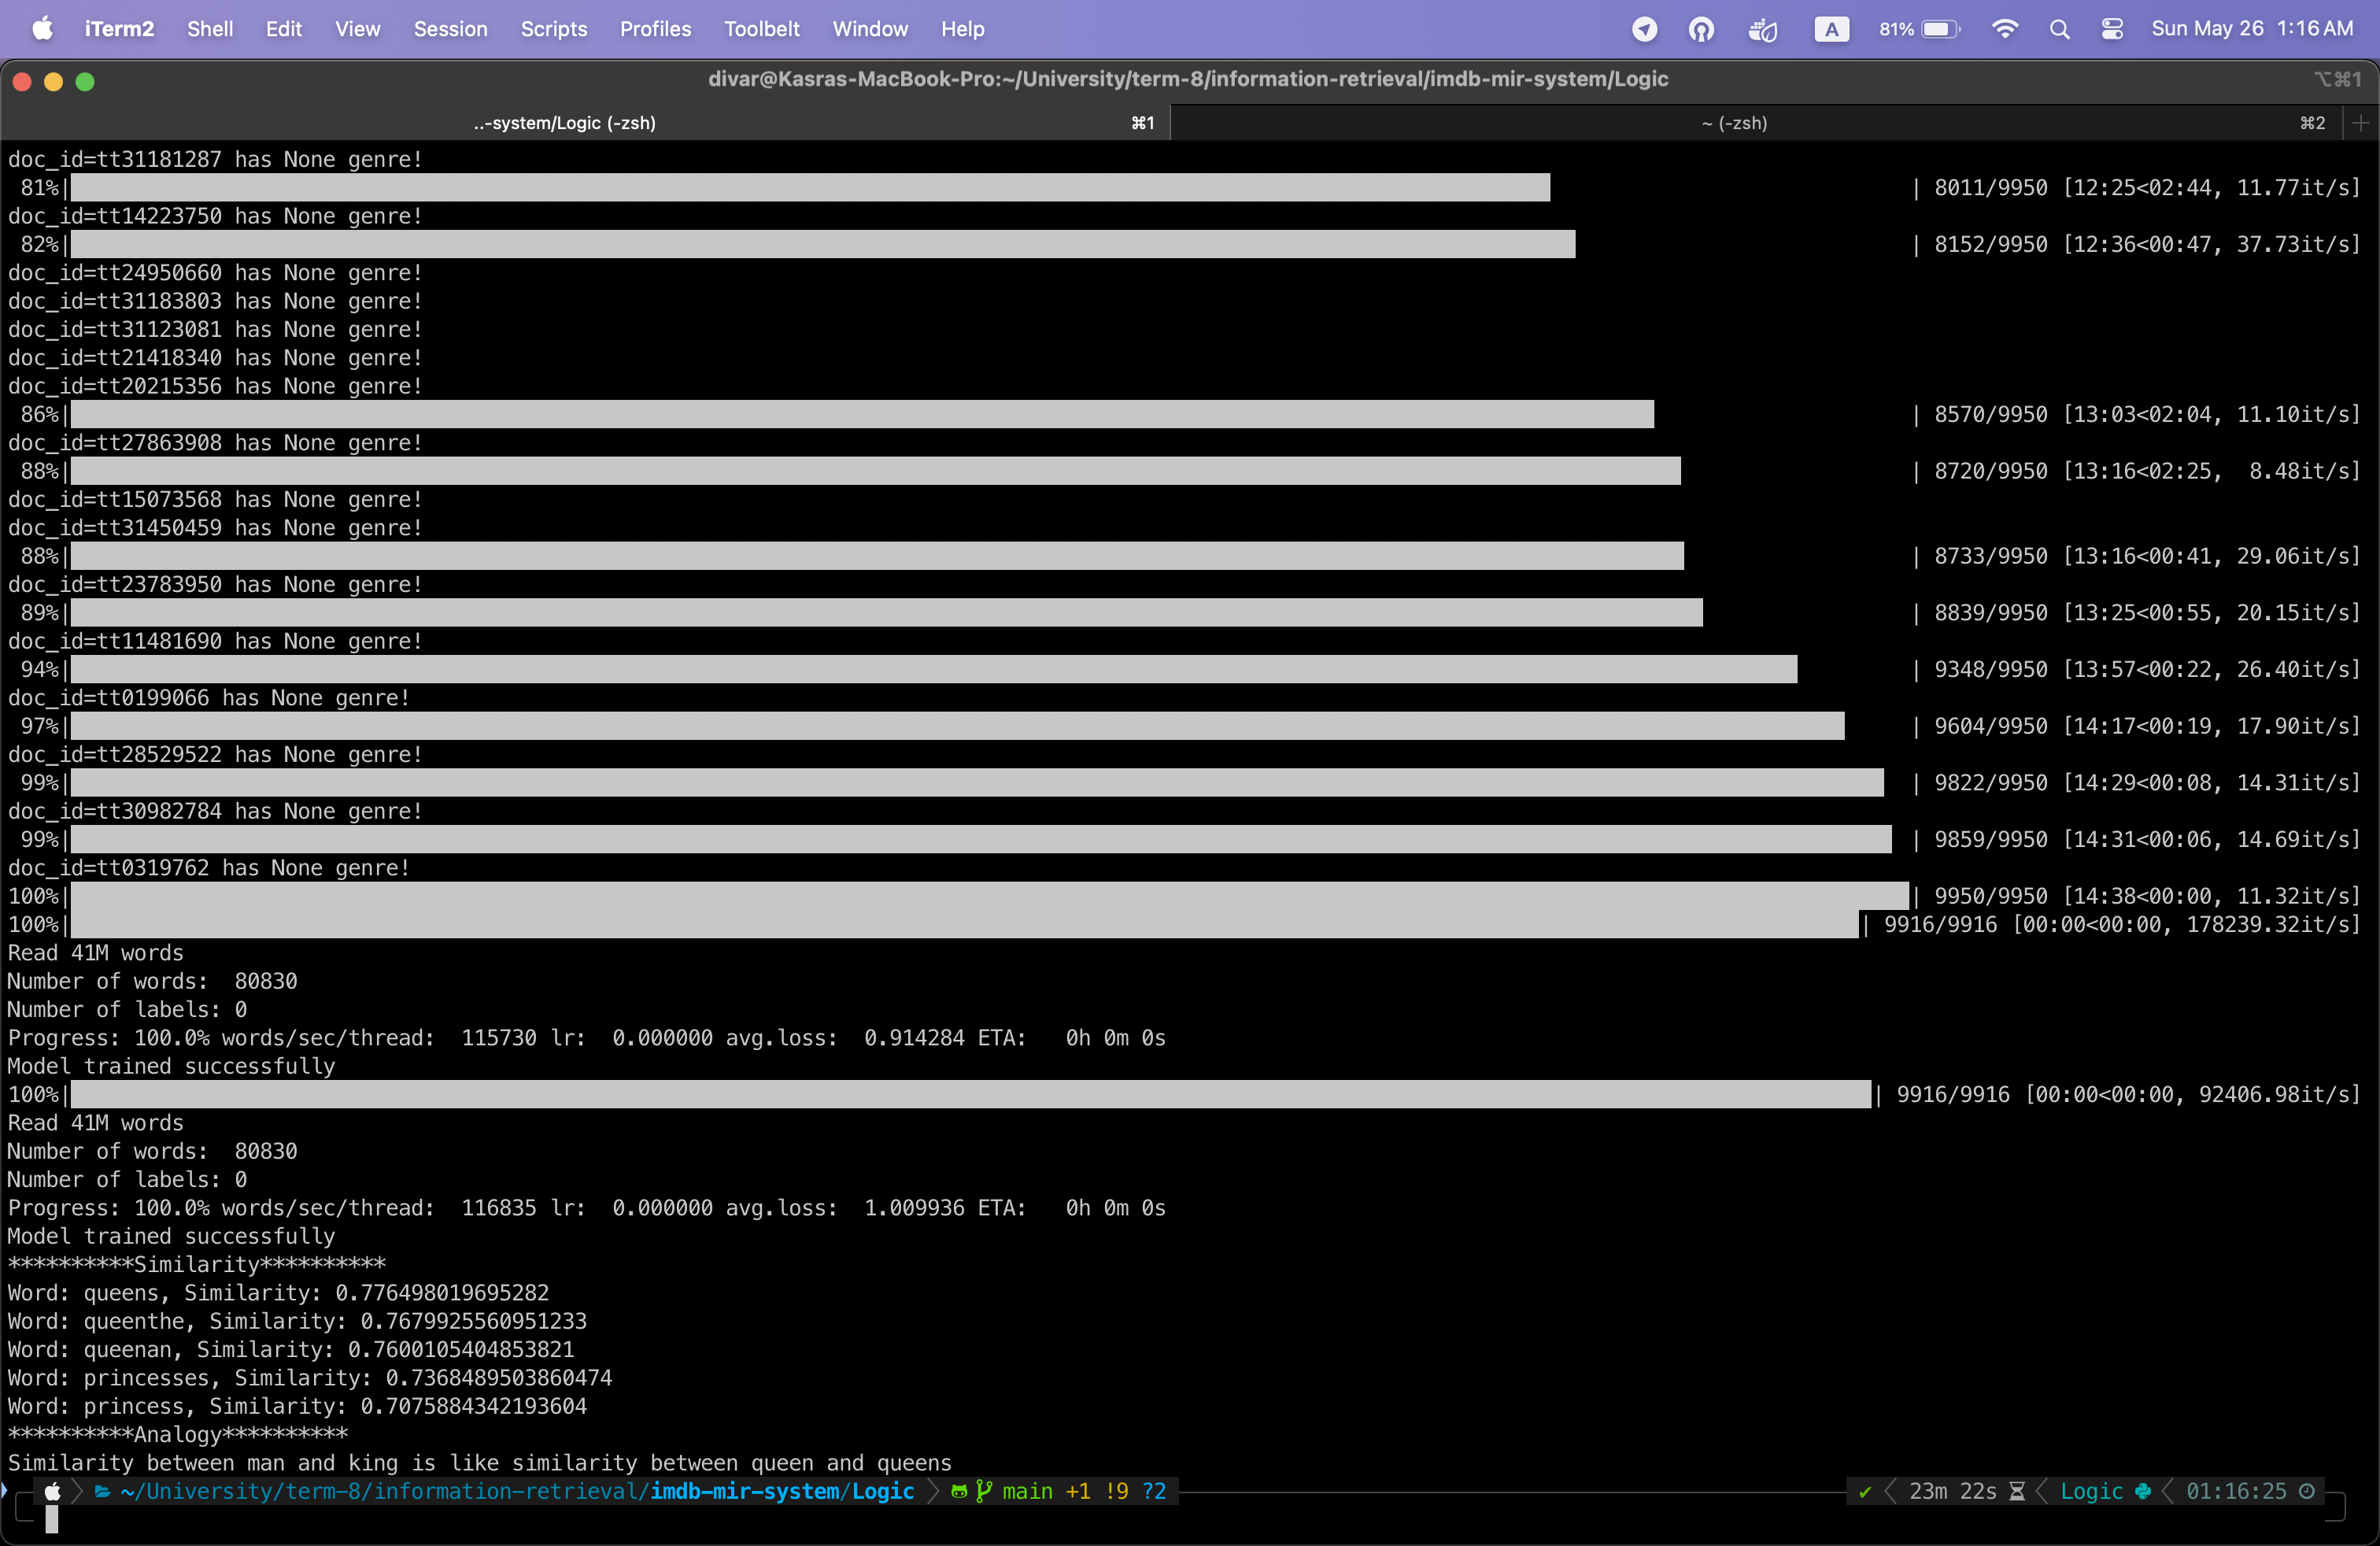 iTerm2 Shell Edit View Session Scripts Profiles Toolbelt Window Help A 81% Sun May 26 1:16 AM
divar@Kasras-MacBook-Pro:~/University/term-8/information-retrieval/imdb-mir-system/Logic ⌥⌘1
..-system/Logic (-zsh) ⌘1 ~ (-zsh) ⌘2 +
doc_id=tt31181287 has None genre!
81%| | 8011/9950 [12:25<02:44, 11.77it/s]
doc_id=tt14223750 has None genre!
82%| | 8152/9950 [12:36<00:47, 37.73it/s]
doc_id=tt24950660 has None genre!
doc_id=tt31183803 has None genre!
doc_id=tt31123081 has None genre!
doc_id=tt21418340 has None genre!
doc_id=tt20215356 has None genre!
86%| | 8570/9950 [13:03<02:04, 11.10it/s]
doc_id=tt27863908 has None genre!
88%| | 8720/9950 [13:16<02:25, 8.48it/s]
doc_id=tt15073568 has None genre!
doc_id=tt31450459 has None genre!
88%| | 8733/9950 [13:16<00:41, 29.06it/s]
doc_id=tt23783950 has None genre!
89%| | 8839/9950 [13:25<00:55, 20.15it/s]
doc_id=tt11481690 has None genre!
94%| | 9348/9950 [13:57<00:22, 26.40it/s]
doc_id=tt0199066 has None genre!
97%| | 9604/9950 [14:17<00:19, 17.90it/s]
doc_id=tt28529522 has None genre!
99%| | 9822/9950 [14:29<00:08, 14.31it/s]
doc_id=tt30982784 has None genre!
99%| | 9859/9950 [14:31<00:06, 14.69it/s]
doc_id=tt0319762 has None genre!
100%| | 9950/9950 [14:38<00:00, 11.32it/s]
100%| | 9916/9916 [00:00<00:00, 178239.32it/s]
Read 41M words
Number of words: 80830
Number of labels: 0
Progress: 100.0% words/sec/thread: 115730 lr: 0.000000 avg.loss: 0.914284 ETA: 0h 0m 0s
Model trained successfully
100%| | 9916/9916 [00:00<00:00, 92406.98it/s]
Read 41M words
Number of words: 80830
Number of labels: 0
Progress: 100.0% words/sec/thread: 116835 lr: 0.000000 avg.loss: 1.009936 ETA: 0h 0m 0s
Model trained successfully
**********Similarity**********
Word: queens, Similarity: 0.776498019695282
Word: queenthe, Similarity: 0.7679925560951233
Word: queenan, Similarity: 0.7600105404853821
Word: princesses, Similarity: 0.7368489503860474
Word: princess, Similarity: 0.7075884342193604
**********Analogy**********
Similarity between man and king is like similarity between queen and queens
~/University/term-8/information-retrieval/imdb-mir-system/Logic main +1 !9 ?2 ✔ 23m 22s Logic 01:16:25